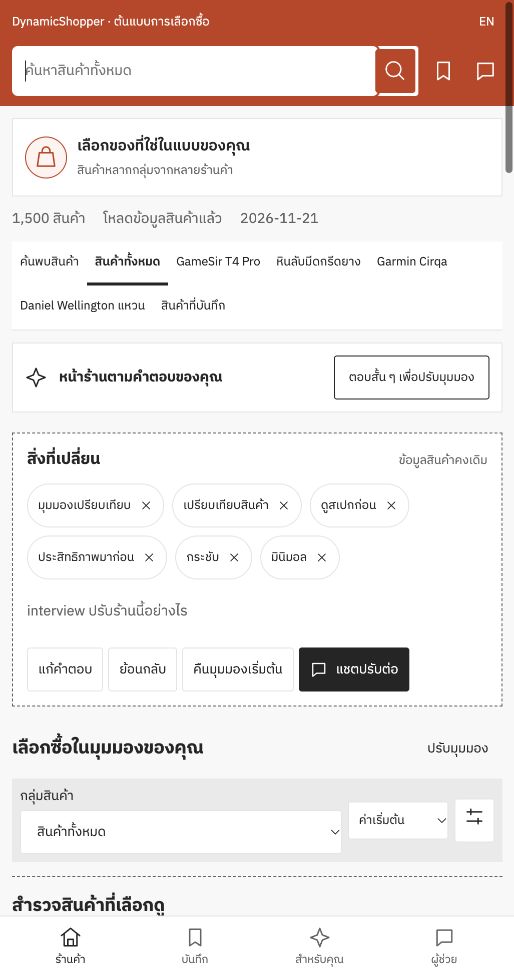 DynamicShopper · ต้นแบบการเลือกซื้อ EN
ค้นหาสินค้าทั้งหมด
เลือกของที่ใช่ในแบบของคุณ
สินค้าหลากกลุ่มจากหลายร้านค้า
1,500 สินค้า โหลดข้อมูลสินค้าแล้ว 2026-11-21
ค้นพบสินค้า สินค้าทั้งหมด GameSir T4 Pro หินลับมีดกรีดยาง Garmin Cirqa
Daniel Wellington แหวน สินค้าที่บันทึก
หน้าร้านตามคำตอบของคุณ ตอบสั้น ๆ เพื่อปรับมุมมอง
สิ่งที่เปลี่ยน ข้อมูลสินค้าคงเดิม
มุมมองเปรียบเทียบ × เปรียบเทียบสินค้า × ดูสเปกก่อน ×
ประสิทธิภาพมาก่อน × กระชับ × มินิมอล ×
interview ปรับร้านนี้อย่างไร
แก้คำตอบ ย้อนกลับ คืนมุมมองเริ่มต้น แชตปรับต่อ
เลือกซื้อในมุมมองของคุณ ปรับมุมมอง
กลุ่มสินค้า
สินค้าทั้งหมด ค่าเริ่มต้น
สำรวจสินค้าที่เลือกดู
ร้านค้า บันทึก สำหรับคุณ ผู้ช่วย